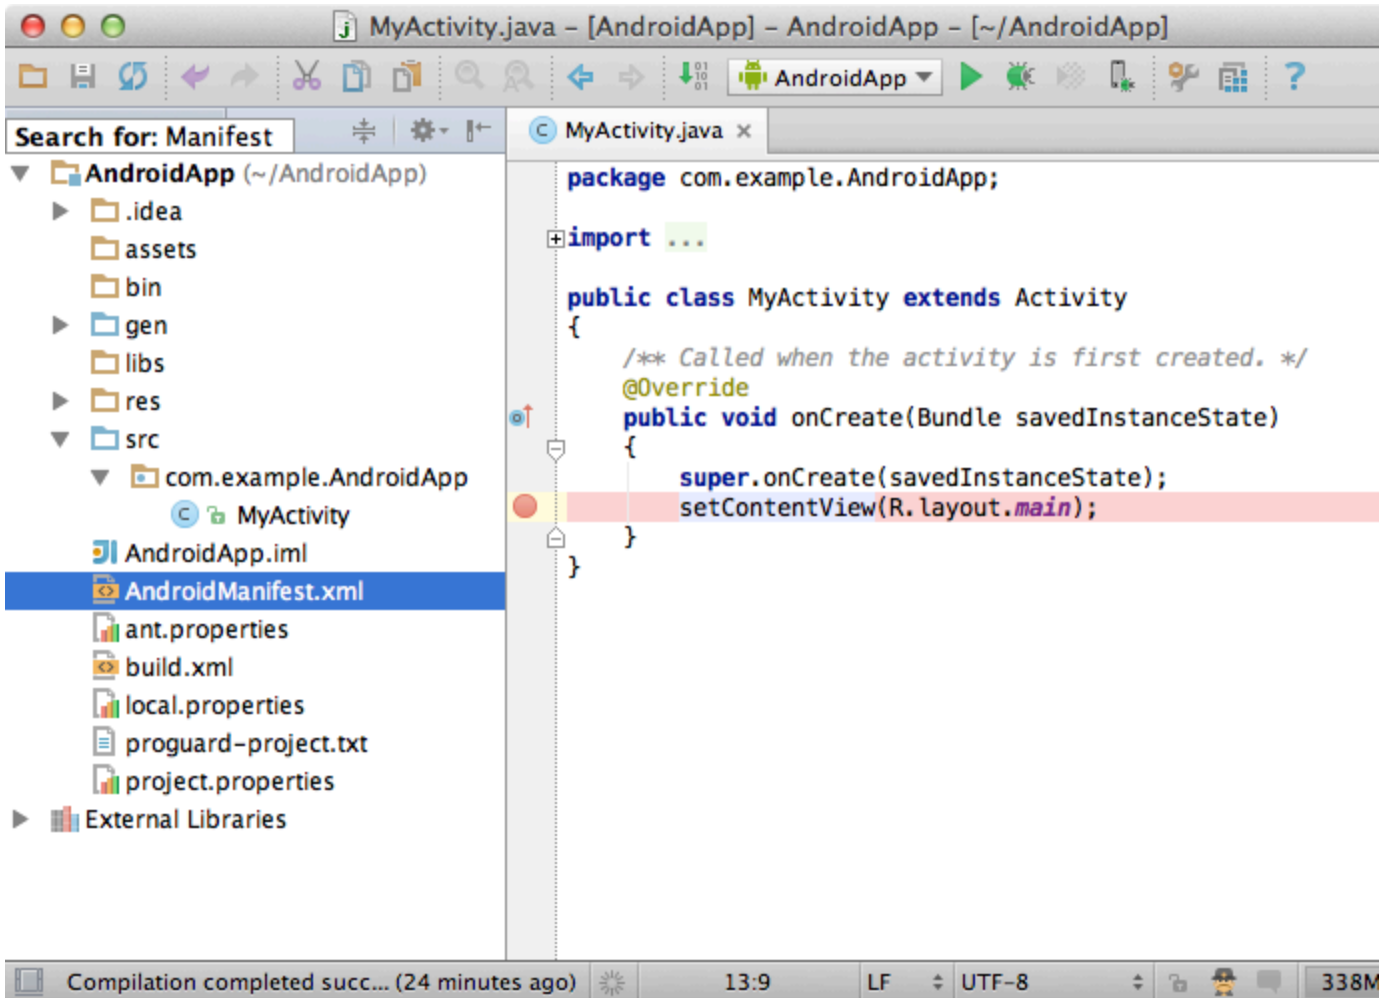 MyActivity.java – [AndroidApp] – AndroidApp – [~/AndroidApp]
AndroidApp
?
Search for: Manifest
MyActivity.java
AndroidApp (~/AndroidApp)
.idea
assets
bin
gen
libs
res
src
com.example.AndroidApp
MyActivity
AndroidApp.iml
AndroidManifest.xml
ant.properties
build.xml
local.properties
proguard-project.txt
project.properties
External Libraries
package com.example.AndroidApp;
import ...
public class MyActivity extends Activity
{
/** Called when the activity is first created. */
@Override
public void onCreate(Bundle savedInstanceState)
{
super.onCreate(savedInstanceState);
setContentView(R.layout.main);
}
}
Compilation completed succ... (24 minutes ago)
13:9
LF
UTF-8
338M